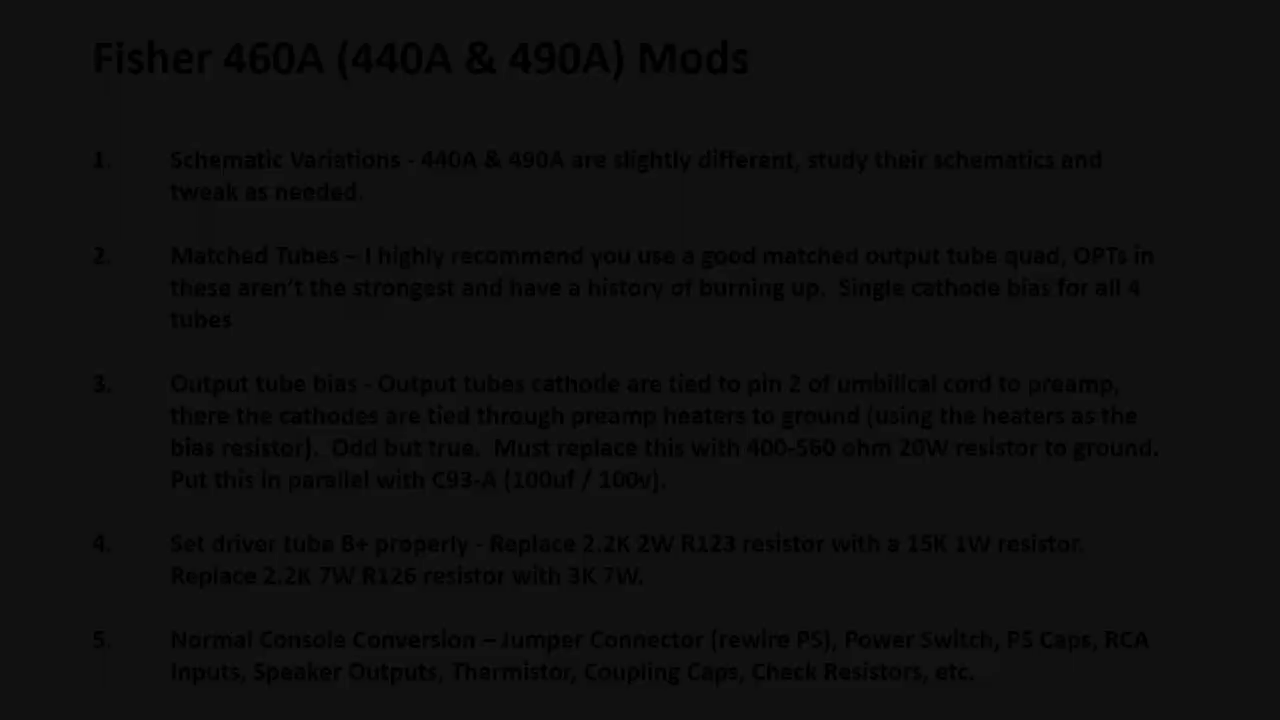 Fisher 460A (440A & 490A) Mods
1. Schematic Variations - 440A & 490A are slightly different, study their schematics and
tweak as needed.
2. Matched Tubes – I highly recommend you use a good matched output tube quad, OPTs in
these aren't the strongest and have a history of burning up.  Single cathode bias for all 4
tubes
3. Output tube bias - Output tubes cathode are tied to pin 2 of umbilical cord to preamp,
there the cathodes are tied through preamp heaters to ground (using the heaters as the
bias resistor).  Odd but true.  Must replace this with 400-560 ohm 20W resistor to ground.
Put this in parallel with C93-A (100uf / 100v).
4. Set driver tube B+ properly - Replace 2.2K 2W R123 resistor with a 15K 1W resistor.
Replace 2.2K 7W R126 resistor with 3K 7W.
5. Normal Console Conversion – Jumper Connector (rewire PS), Power Switch, PS Caps, RCA
Inputs, Speaker Outputs, Thermistor, Coupling Caps, Check Resistors, etc.